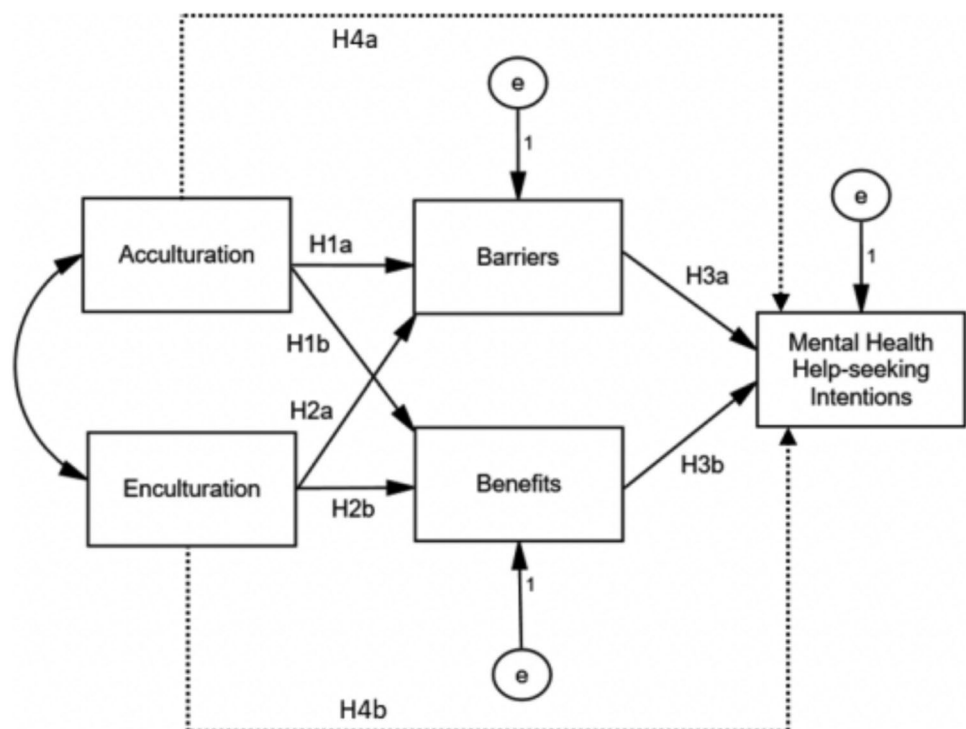 H4a
e
1
e
Acculturation
H1a
Barriers
H3a
1
H1b
Mental Health
Help-seeking
Intentions
H2a
Enculturation
H2b
Benefits
H3b
1
e
H4b